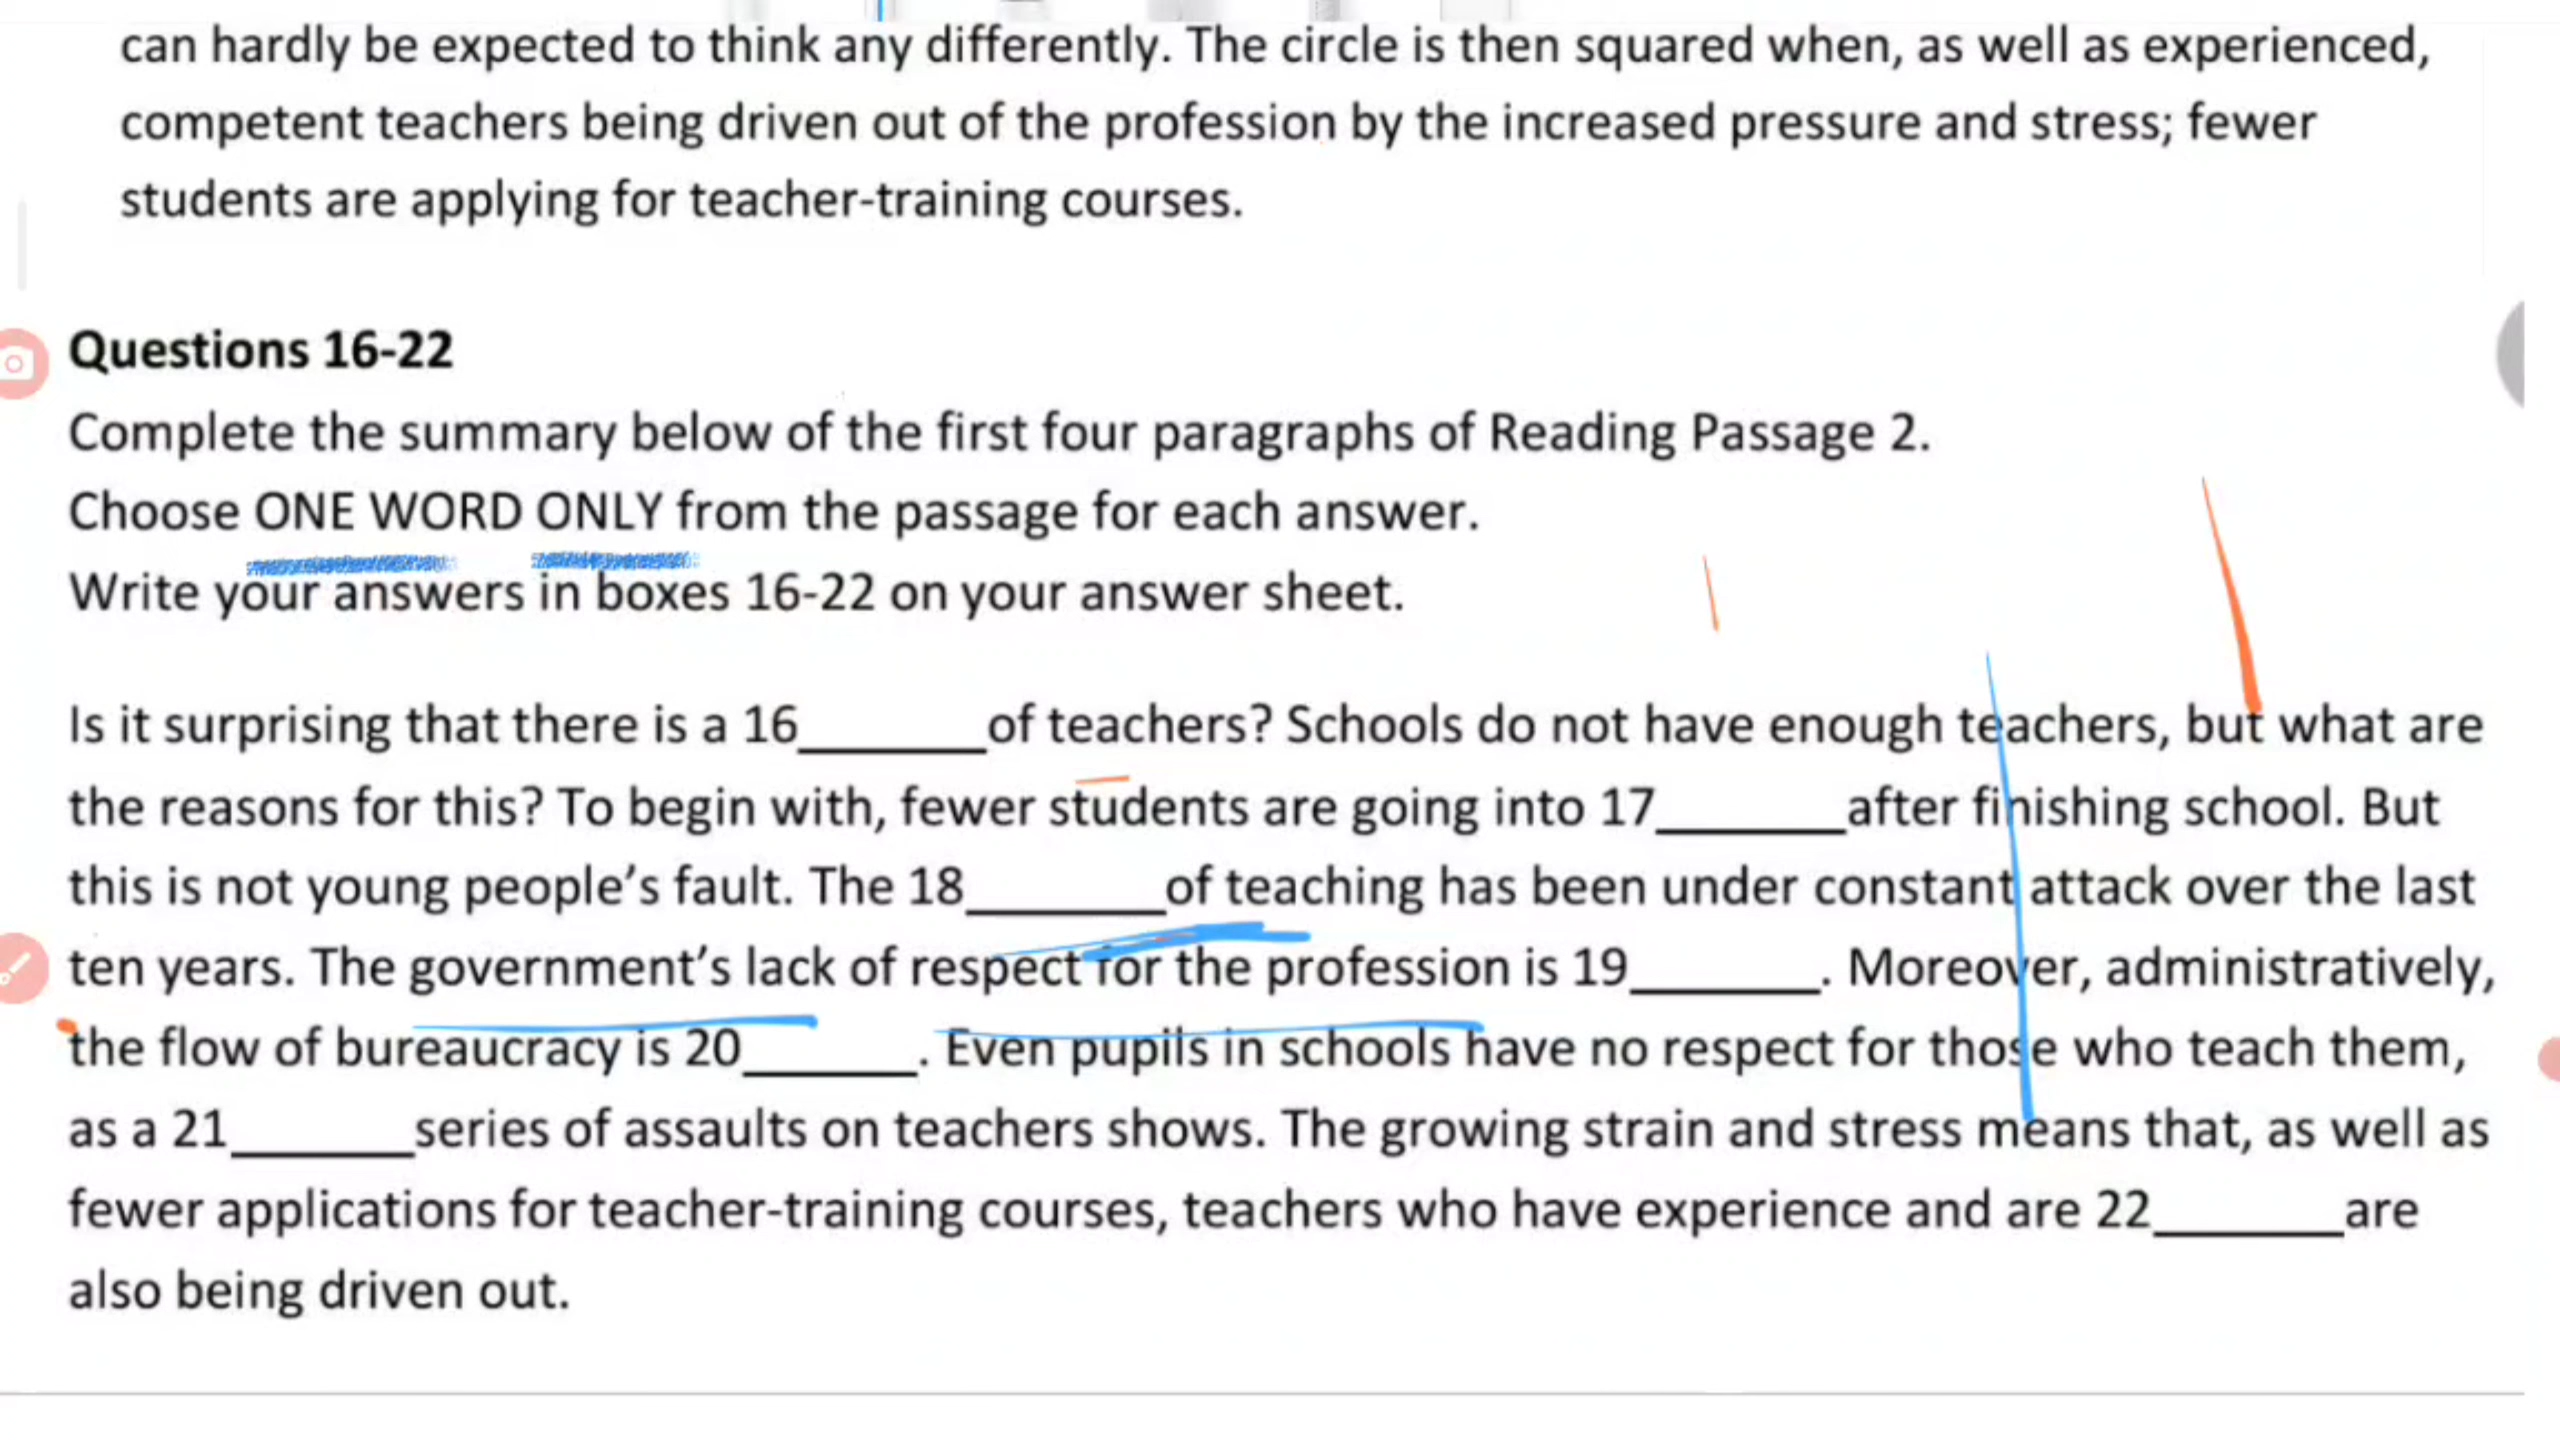 can hardly be expected to think any differently. The circle is then squared when, as well as experienced,
competent teachers being driven out of the profession by the increased pressure and stress; fewer
students are applying for teacher-training courses.
Questions 16-22
Complete the summary below of the first four paragraphs of Reading Passage 2.
Choose ONE WORD ONLY from the passage for each answer.
Write your answers in boxes 16-22 on your answer sheet.
Is it surprising that there is a 16_______of teachers? Schools do not have enough teachers, but what are
the reasons for this? To begin with, fewer students are going into 17_______after finishing school. But
this is not young people’s fault. The 18_______of teaching has been under constant attack over the last
ten years. The government’s lack of respect for the profession is 19_______. Moreover, administratively,
the flow of bureaucracy is 20_______. Even pupils in schools have no respect for those who teach them,
as a 21_______series of assaults on teachers shows. The growing strain and stress means that, as well as
fewer applications for teacher-training courses, teachers who have experience and are 22_______are
also being driven out.